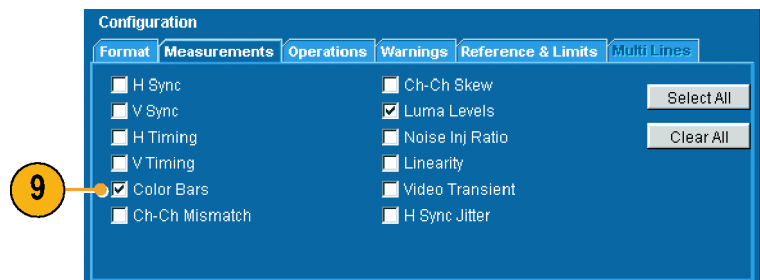 Configuration
Format Measurements Operations Warnings Reference & Limits Multi Lines
H Sync
V Sync
H Timing
V Timing
Color Bars
Ch-Ch Mismatch
Ch-Ch Skew
Luma Levels
Noise Inj Ratio
Linearity
Video Transient
H Sync Jitter
Select All
Clear All
9